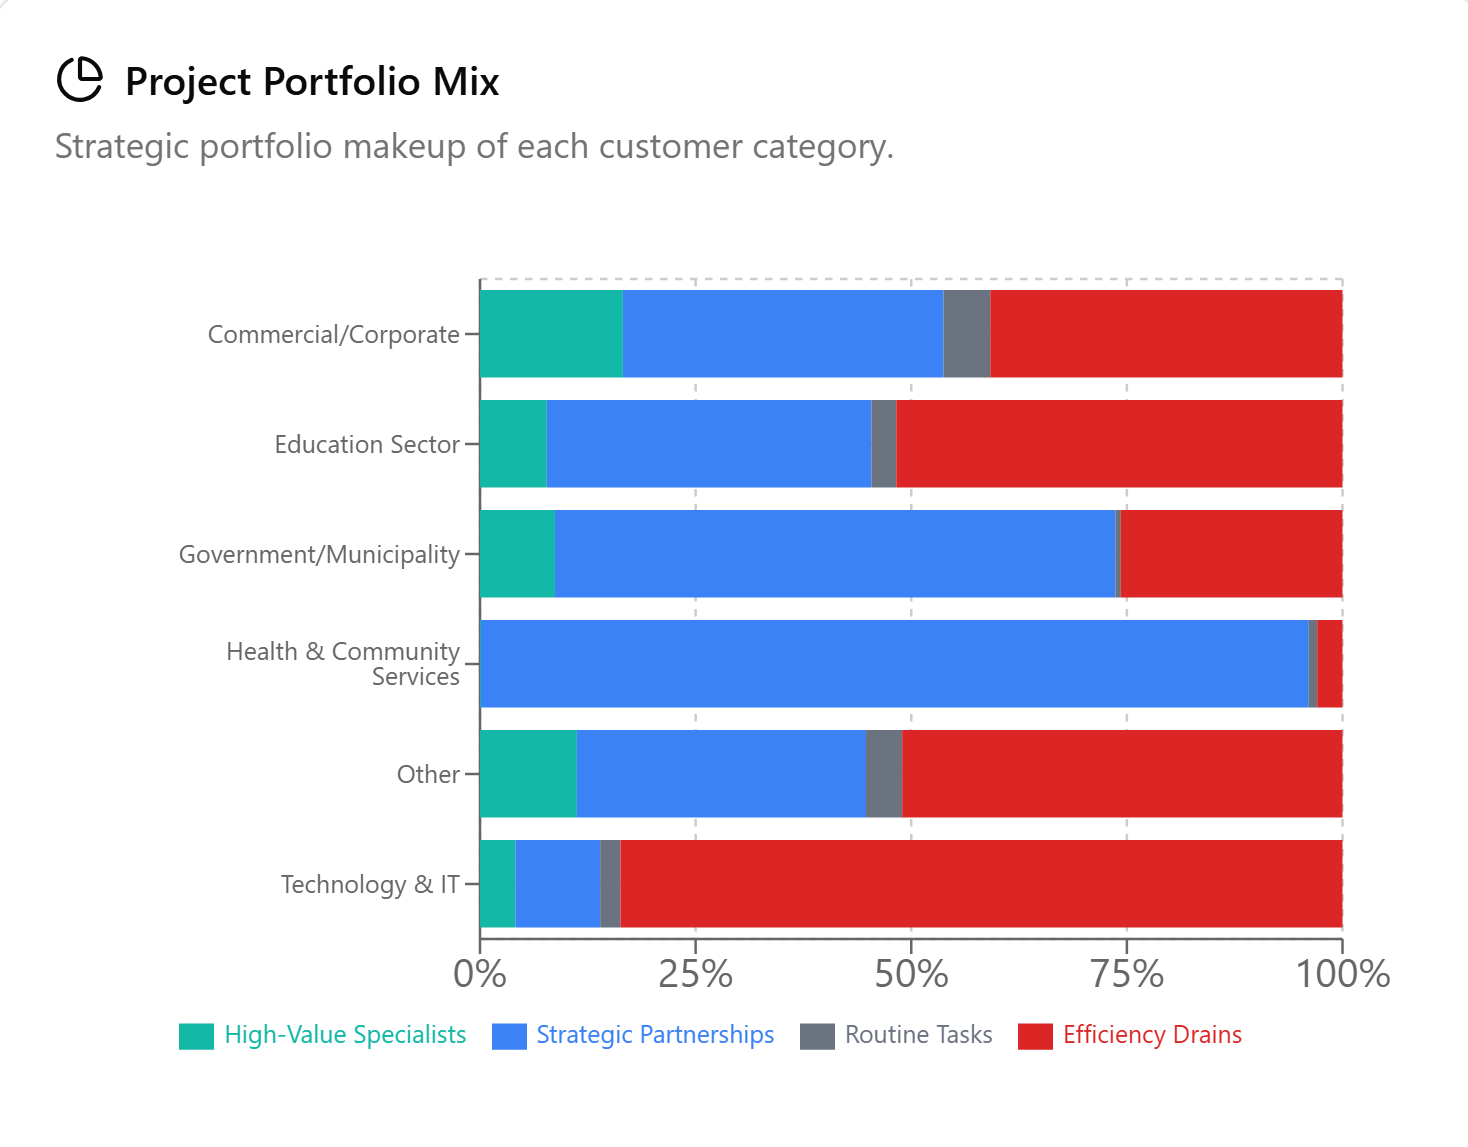 Project Portfolio Mix
Strategic portfolio makeup of each customer category.
Commercial/Corporate
Education Sector
Government/Municipality
Health & Community
Services
Other
Technology & IT
0% 25% 50% 75% 100%
High-Value Specialists Strategic Partnerships Routine Tasks Efficiency Drains